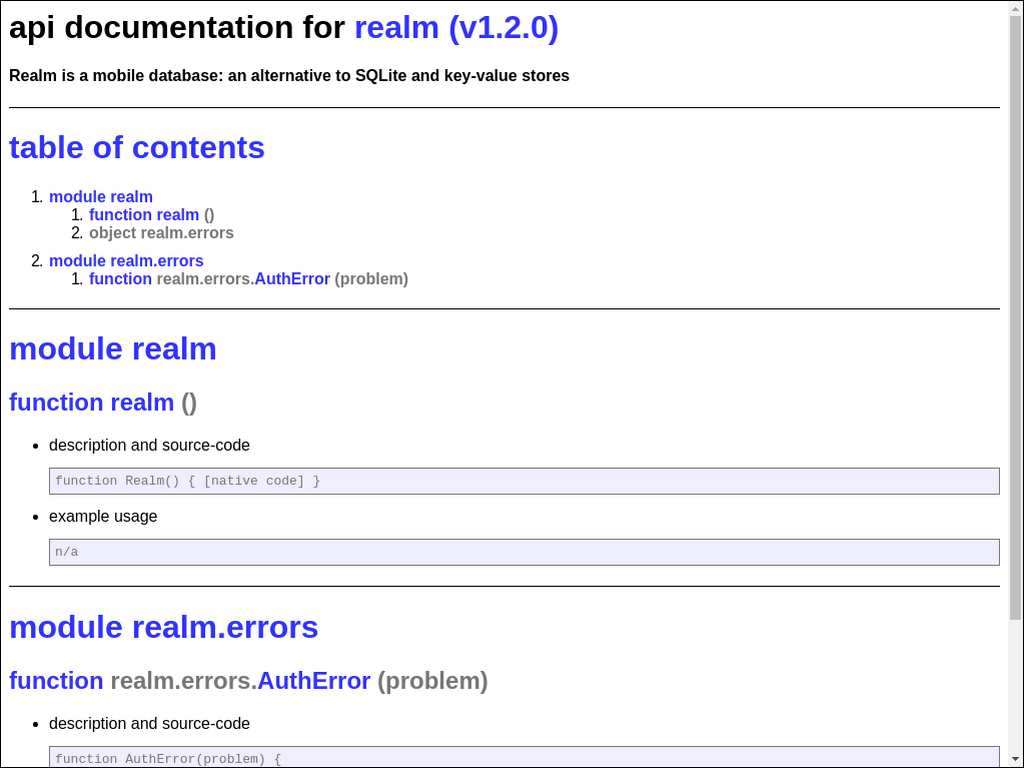 api documentation for realm (v1.2.0)
Realm is a mobile database: an alternative to SQLite and key-value stores
table of contents
1. module realm
1. function realm ()
2. object realm.errors
2. module realm.errors
1. function realm.errors.AuthError (problem)
module realm
function realm ()
• description and source-code
function Realm() { [native code] }
• example usage
n/a
module realm.errors
function realm.errors.AuthError (problem)
• description and source-code
function AuthError(problem) {